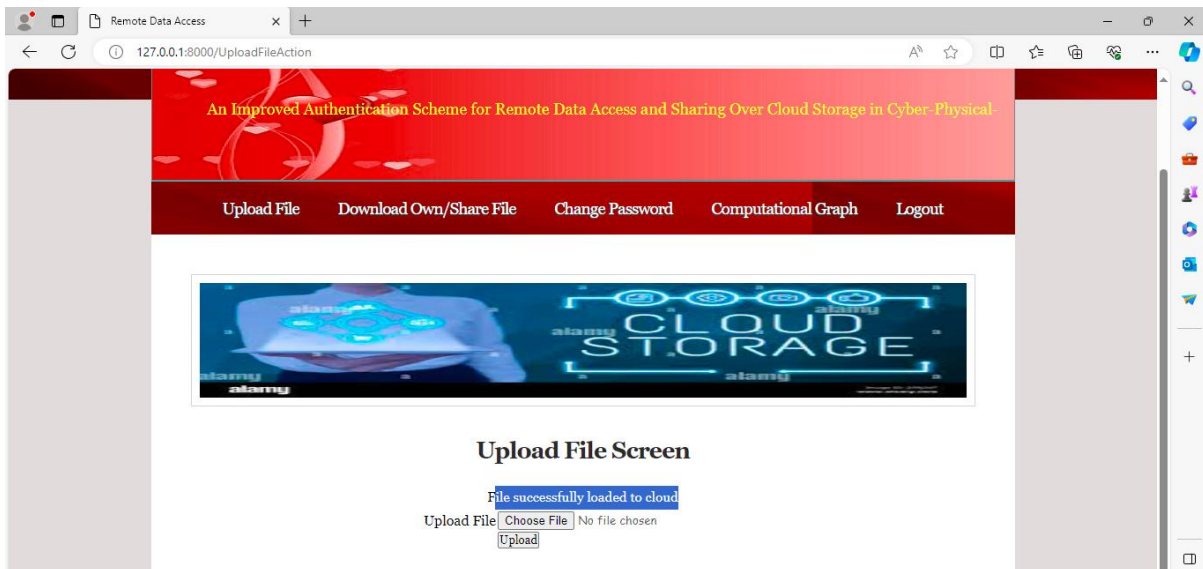 Remote Data Access
127.0.0.1:8000/UploadFileAction
An Improved Authentication Scheme for Remote Data Access and Sharing Over Cloud Storage in Cyber-Physical-
Upload File Download Own/Share File Change Password Computational Graph Logout
alamy alamy
CLOUD
alamy
STORAGE
alamy alamy
alamy
Upload File Screen
File successfully loaded to cloud
Upload File Choose File No file chosen
Upload